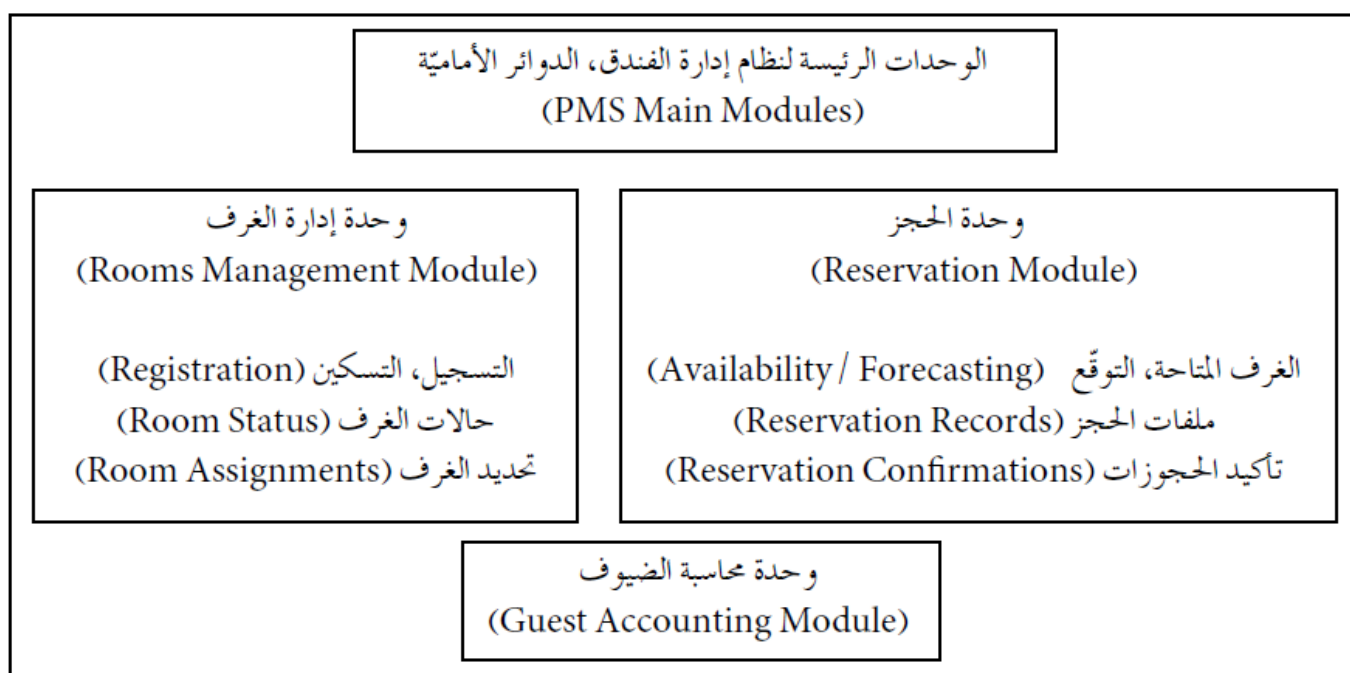 الوحدات الرئيسة لنظام إدارة الفندق، الدوائر الأماميّة
(PMS Main Modules)
وحدة الحجز
(Reservation Module)
الغرف المتاحة، التوقّع (Availability / Forecasting)
ملفات الحجز (Reservation Records)
تأكيد الحجوزات (Reservation Confirmations)
وحدة إدارة الغرف
(Rooms Management Module)
التسجيل، التسكين (Registration)
حالات الغرف (Room Status)
تحديد الغرف (Room Assignments)
وحدة محاسبة الضيوف
(Guest Accounting Module)